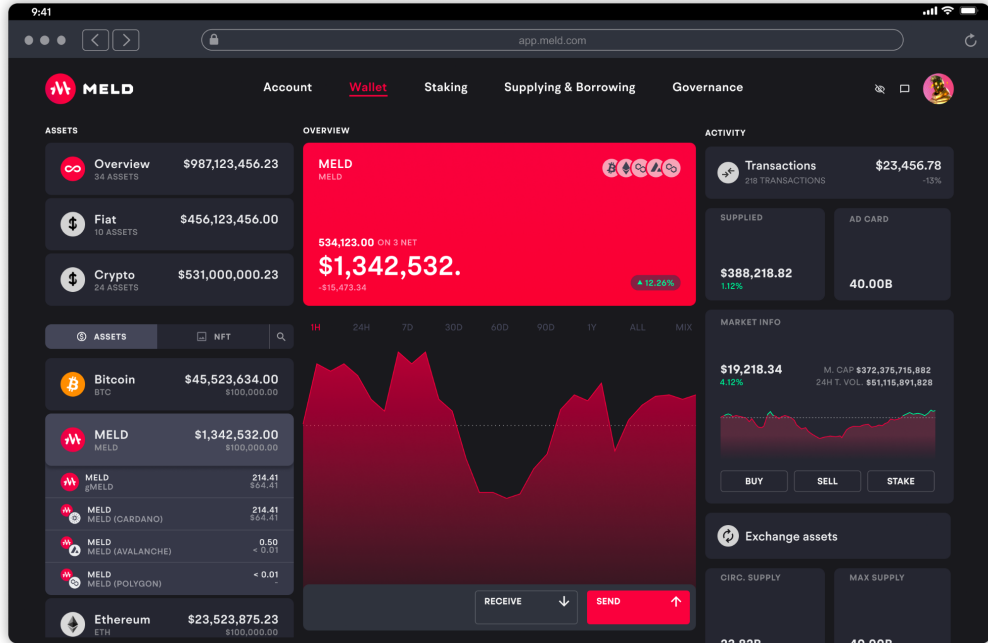 9:41
app.meld.com
MELD
Account
Wallet
Staking
Supplying & Borrowing
Governance
ASSETS
Overview $987,123,456.23
34 ASSETS
Fiat $456,123,456.00
10 ASSETS
Crypto $531,000,000.23
24 ASSETS
ASSETS
NFT
Bitcoin $45,523,634.00
BTC $100,000.00
MELD $1,342,532.00
MELD $100,000.00
MELD 214.41
gMELD $64.41
MELD 214.41
MELD (CARDANO) $64.41
MELD 0.50
MELD (AVALANCHE) < 0.01
MELD < 0.01
MELD (POLYGON) -
Ethereum $23,523,875.23
ETH $100,000.00
OVERVIEW
MELD
MELD
534,123.00 ON 3 NET
$1,342,532.
-$15,473.34
12.26%
1H 24H 7D 30D 60D 90D 1Y ALL MIX
RECEIVE
SEND
ACTIVITY
Transactions $23,456.78
218 TRANSACTIONS -13%
SUPPLIED
$388,218.82
1.12%
AD CARD
40.00B
MARKET INFO
$19,218.34 M. CAP $372,375,715,882
4.12% 24H T. VOL. $51,115,891,828
BUY
SELL
STAKE
Exchange assets
CIRC. SUPPLY
MAX SUPPLY